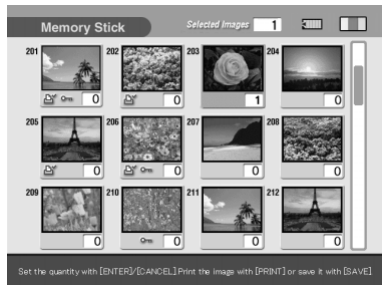 Memory Stick Selected Images 1
201 202 203 204
0 0 1 0
205 206 207 208
0 0 0 0
209 210 211 212
0 0 0 0
Set the quantity with [ENTER]/[CANCEL].Print the image with [PRINT] or save it with [SAVE]